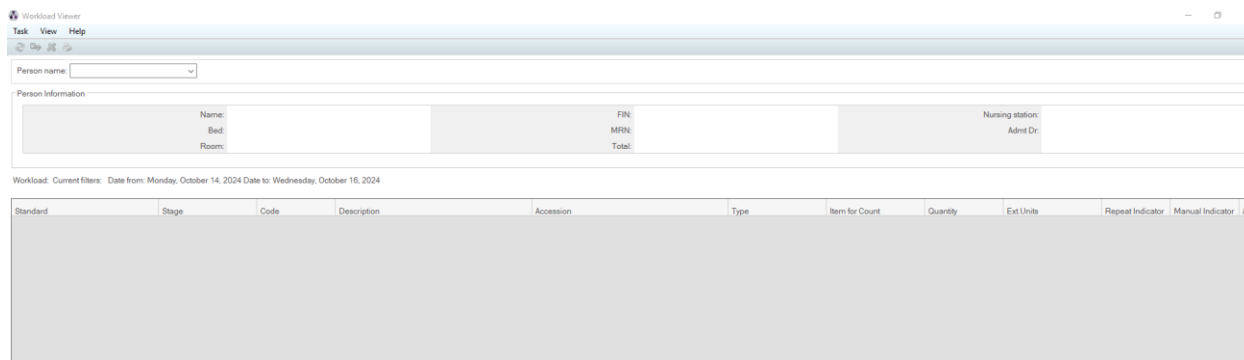 Workload Viewer
Task View Help
Person name:
Person Information
Name: FIN: Nursing station:
Bed: MRN: Admt Dr:
Room: Total:
Workload: Current filters: Date from: Monday, October 14, 2024 Date to: Wednesday, October 16, 2024
Standard Stage Code Description Accession Type Item for Count Quantity Ext.Units Repeat Indicator Manual Indicator